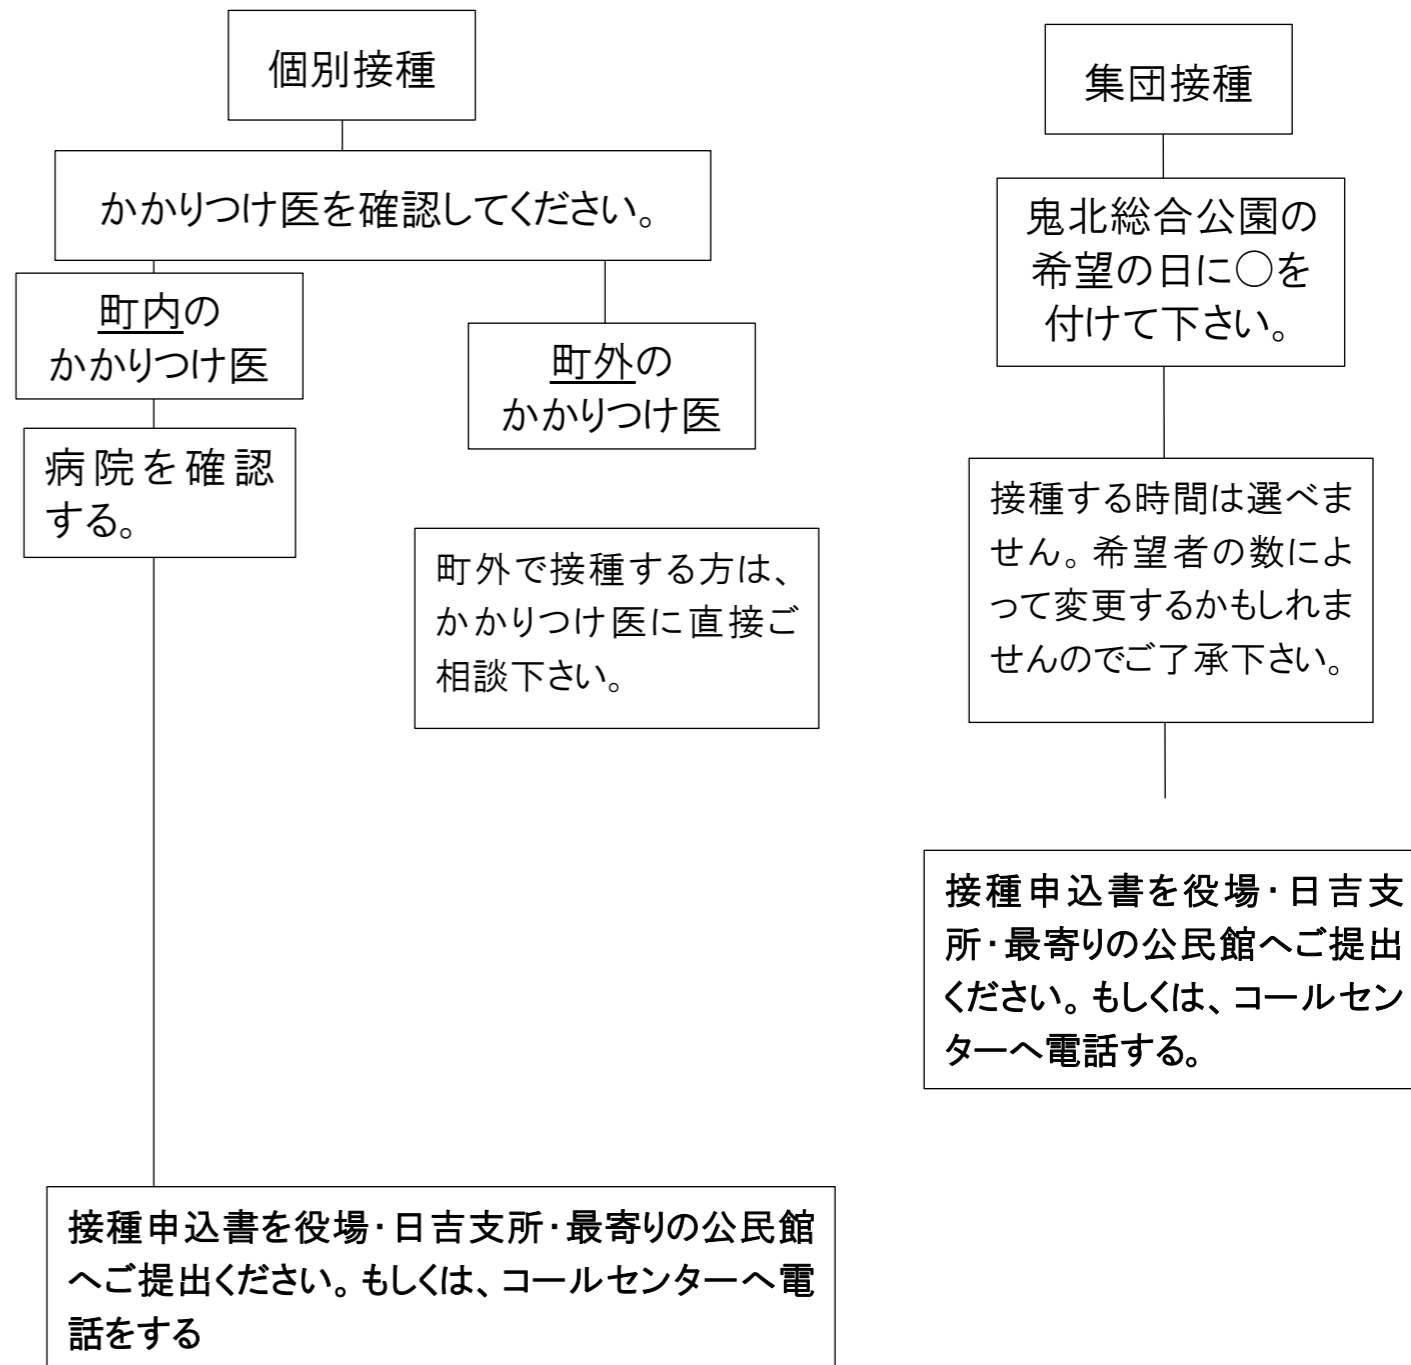 個別接種
かかりつけ医を確認してください。
町内の
かかりつけ医
病院を確認
する。
町外の
かかりつけ医
町外で接種する方は、
かかりつけ医に直接ご
相談下さい。
接種申込書を役場・日吉支所・最寄りの公民館
へご提出ください。もしくは、コールセンターへ電
話をする
集団接種
鬼北総合公園の
希望の日に○を
付けて下さい。
接種する時間は選べま
せん。希望者の数によ
って変更するかもしれま
せんのでご了承下さい。
接種申込書を役場・日吉支
所・最寄りの公民館へご提出
ください。もしくは、コールセン
ターへ電話する。